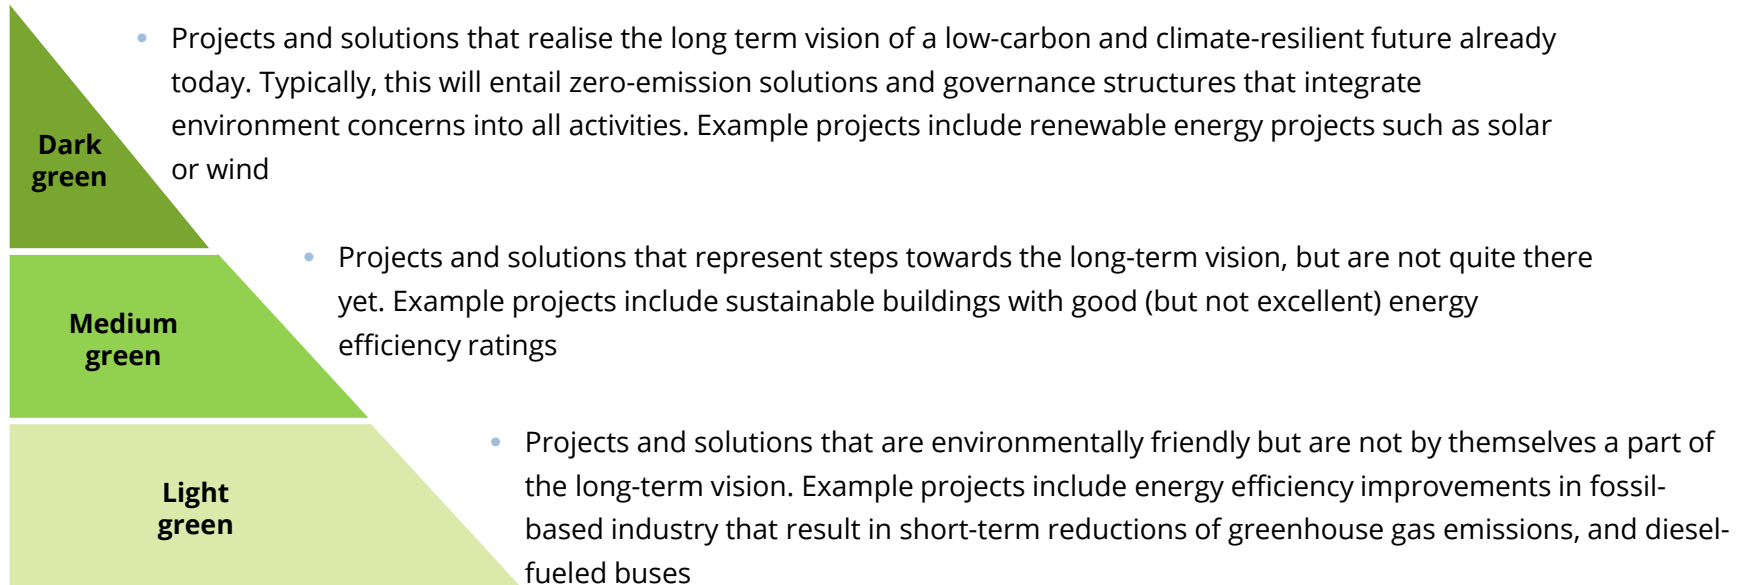 Dark
green
• Projects and solutions that realise the long term vision of a low-carbon and climate-resilient future already
today. Typically, this will entail zero-emission solutions and governance structures that integrate
environment concerns into all activities. Example projects include renewable energy projects such as solar
or wind
Medium
green
• Projects and solutions that represent steps towards the long-term vision, but are not quite there
yet. Example projects include sustainable buildings with good (but not excellent) energy
efficiency ratings
Light
green
• Projects and solutions that are environmentally friendly but are not by themselves a part of
the long-term vision. Example projects include energy efficiency improvements in fossil-
based industry that result in short-term reductions of greenhouse gas emissions, and diesel-
fueled buses